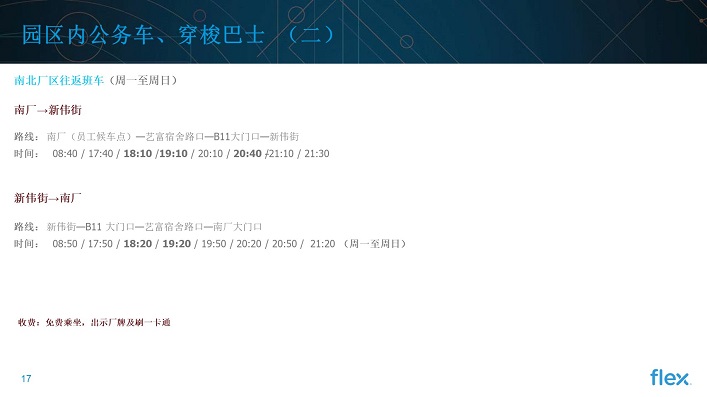 园区内公务车、穿梭巴士 （二）
南北厂区往返班车（周一至周日）
南厂→新伟街
路线： 南厂（员工候车点）—艺富宿舍路口—B11大门口—新伟街
时间： 08:40 / 17:40 / 18:10 /19:10 / 20:10 / 20:40 /21:10 / 21:30
新伟街→南厂
路线： 新伟街—B11 大门口—艺富宿舍路口—南厂大门口
时间： 08:50 / 17:50 / 18:20 / 19:20 / 19:50 / 20:20 / 20:50 / 21:20 （周一至周日）
收费：免费乘坐，出示厂牌及刷一卡通
17
flex